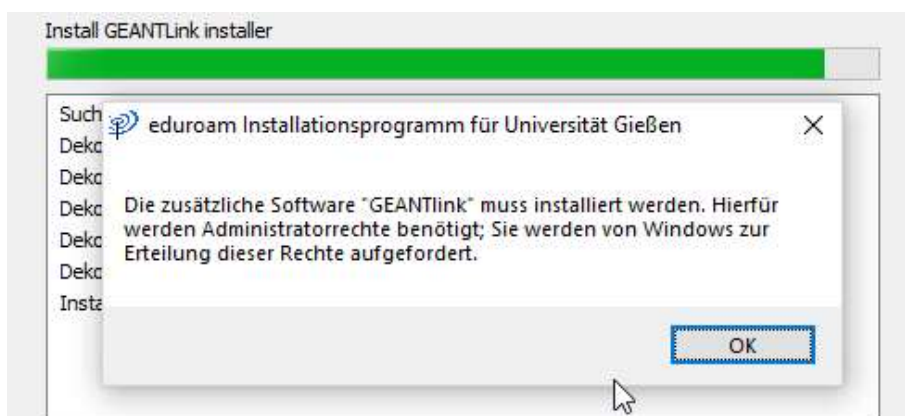 Install GEANTLink installer
Such
eduroam Installationsprogramm für Universität Gießen
Deko
Deko
Deko
Die zusätzliche Software "GEANTlink" muss installiert werden. Hierfür
werden Administratorrechte benötigt; Sie werden von Windows zur
Erteilung dieser Rechte aufgefordert.
Deko
Deko
Insta
OK